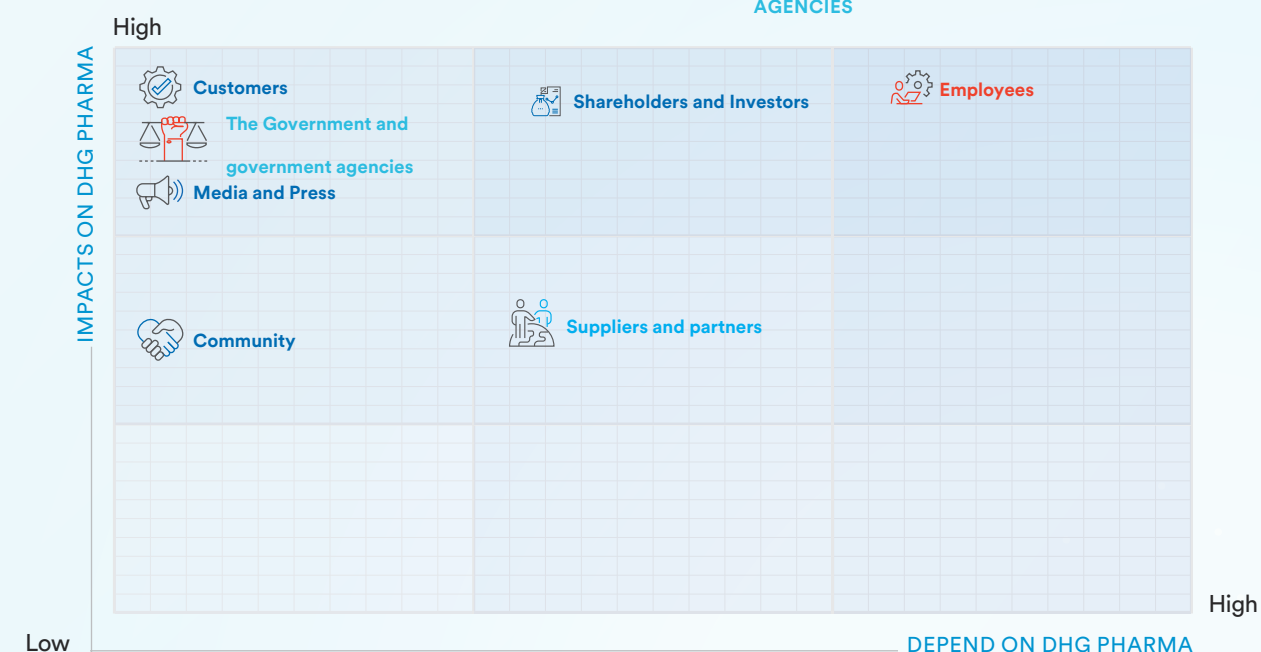 AGENCIES
High
IMPACTS ON DHG PHARMA
Customers
The Government and
government agencies
Media and Press
Shareholders and Investors
Employees
Community
Suppliers and partners
High
Low
DEPEND ON DHG PHARMA